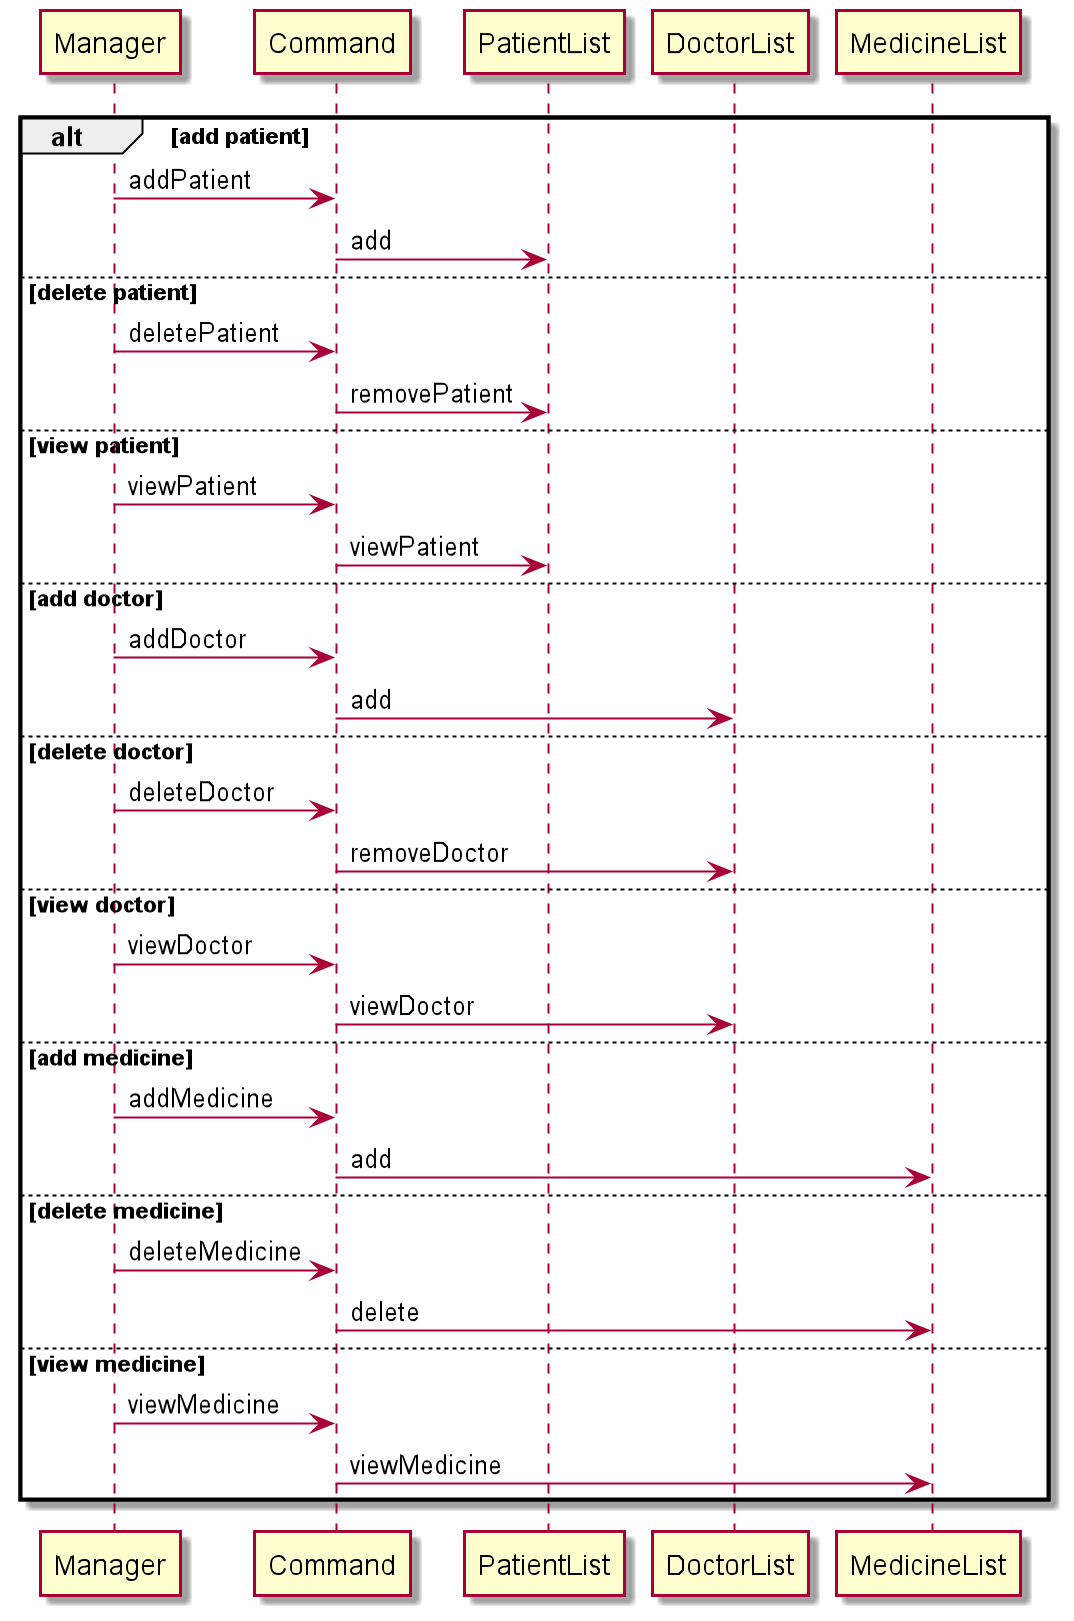 Manager Command PatientList DoctorList MedicineList
alt [add patient]
addPatient
add
[delete patient]
deletePatient
removePatient
[view patient]
viewPatient
viewPatient
[add doctor]
addDoctor
add
[delete doctor]
deleteDoctor
removeDoctor
[view doctor]
viewDoctor
viewDoctor
[add medicine]
addMedicine
add
[delete medicine]
deleteMedicine
delete
[view medicine]
viewMedicine
viewMedicine
Manager Command PatientList DoctorList MedicineList